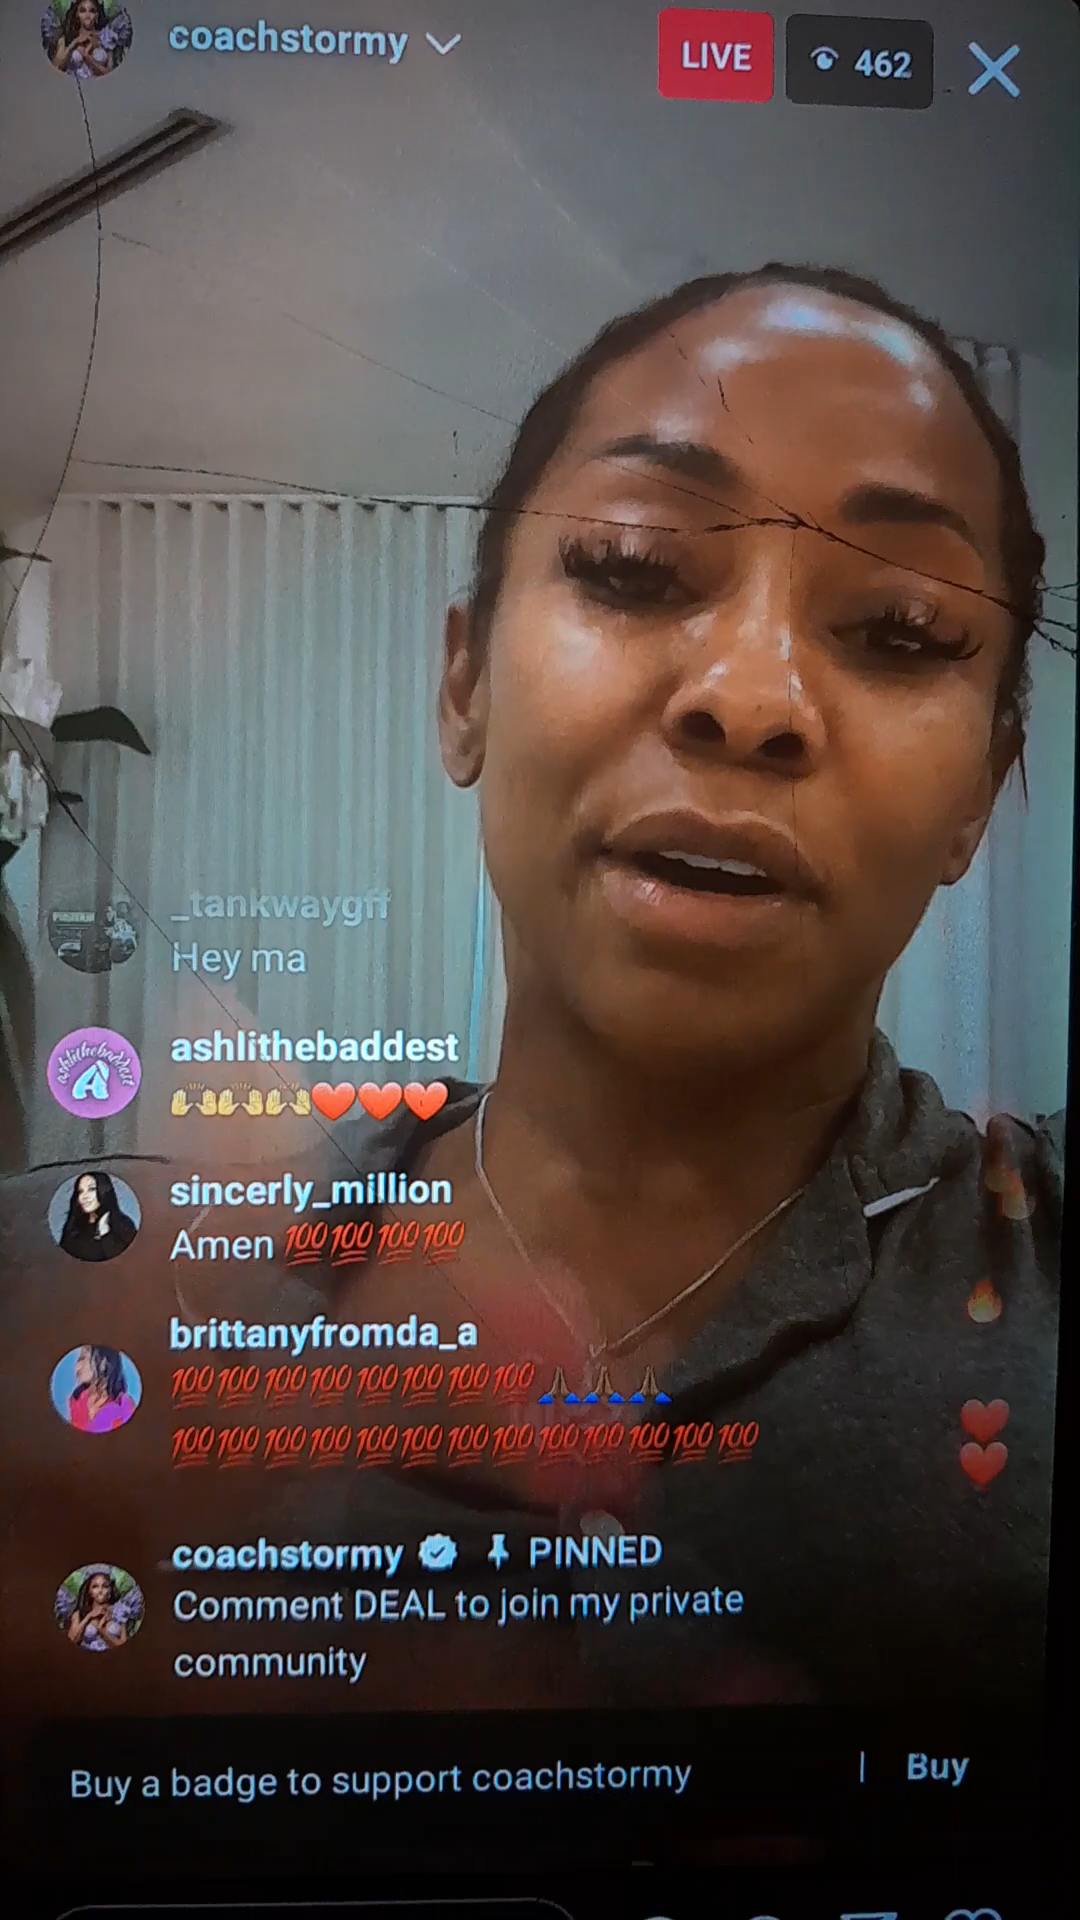 coachstormy
LIVE
462
_tankwaygff
Hey ma
ashlithebaddest
🙌🙌🙌❤️❤️❤️
sincerly_million
Amen 💯💯💯💯
brittanyfromda_a
💯💯💯💯💯💯💯💯🙏🏾🙏🏾🙏🏾
💯💯💯💯💯💯💯💯💯💯💯💯💯
coachstormy PINNED
Comment DEAL to join my private
community
Buy a badge to support coachstormy | Buy
ashlithebaddest
A